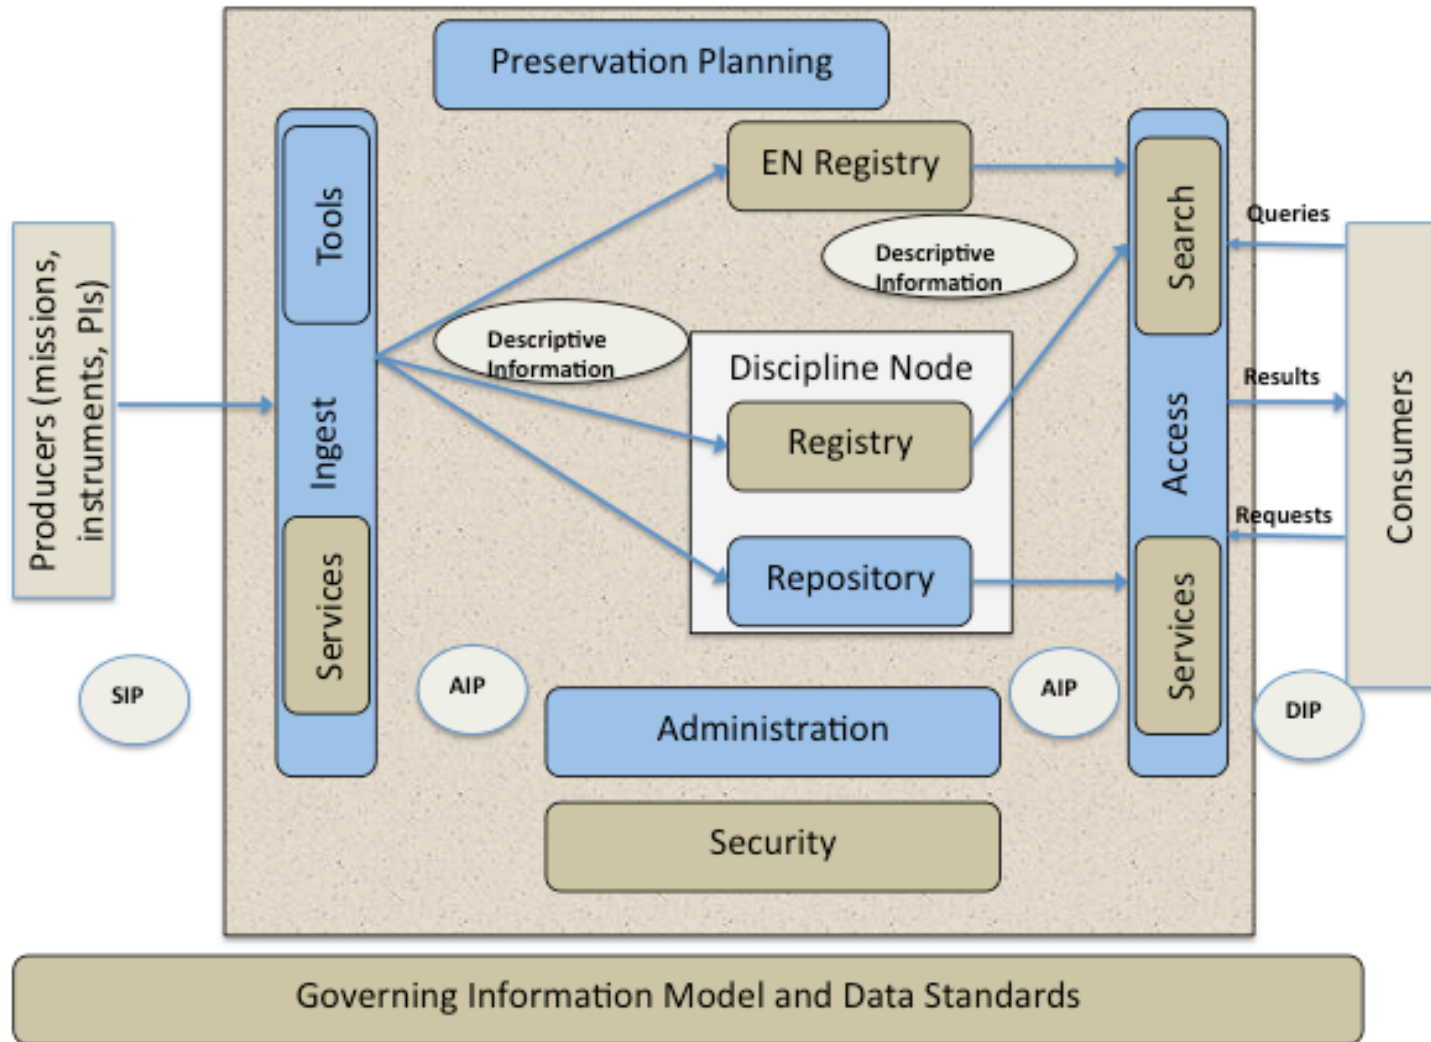 Preservation Planning
EN Registry
Tools
Search
Queries
Descriptive
Information
Descriptive
Information
Discipline Node
Producers (missions,
instruments, PIs)
Ingest
Registry
Access
Results
Consumers
Requests
Repository
Services
Services
SIP
AIP
AIP
DIP
Administration
Security
Governing Information Model and Data Standards